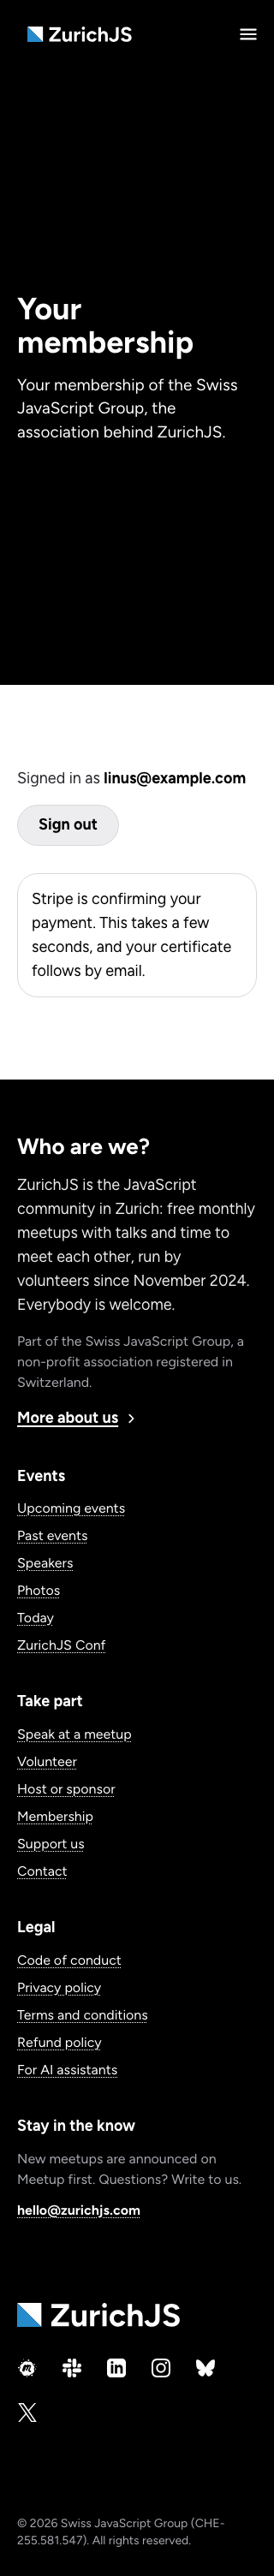 ZurichJS
Your
membership
Your membership of the Swiss
JavaScript Group, the
association behind ZurichJS.
Signed in as linus@example.com
Sign out
Stripe is confirming your
payment. This takes a few
seconds, and your certificate
follows by email.
Who are we?
ZurichJS is the JavaScript
community in Zurich: free monthly
meetups with talks and time to
meet each other, run by
volunteers since November 2024.
Everybody is welcome.
Part of the Swiss JavaScript Group, a
non-profit association registered in
Switzerland.
More about us
Events
Upcoming events
Past events
Speakers
Photos
Today
ZurichJS Conf
Take part
Speak at a meetup
Volunteer
Host or sponsor
Membership
Support us
Contact
Legal
Code of conduct
Privacy policy
Terms and conditions
Refund policy
For AI assistants
Stay in the know
New meetups are announced on
Meetup first. Questions? Write to us.
hello@zurichjs.com
ZurichJS
© 2026 Swiss JavaScript Group (CHE-
255.581.547). All rights reserved.